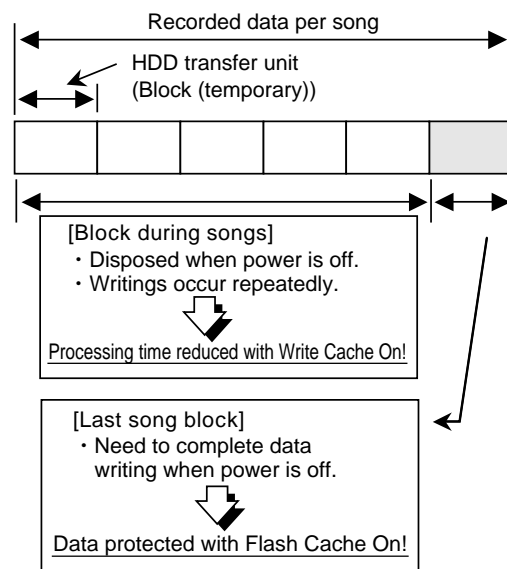 Recorded data per song
HDD transfer unit
(Block (temporary))
[Block during songs]
・Disposed when power is off.
・Writings occur repeatedly.
Processing time reduced with Write Cache On!
[Last song block]
・Need to complete data
writing when power is off.
Data protected with Flash Cache On!